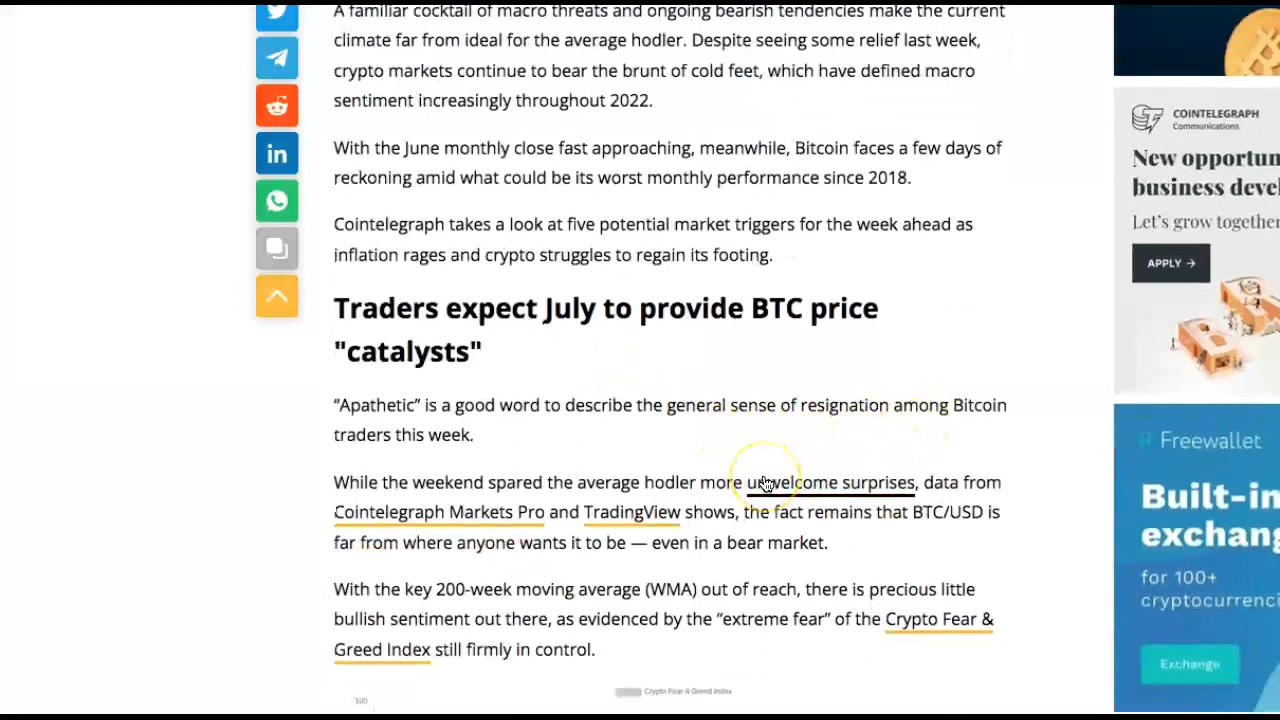 A familiar cocktail of macro threats and ongoing bearish tendencies make the current
climate far from ideal for the average hodler. Despite seeing some relief last week,
crypto markets continue to bear the brunt of cold feet, which have defined macro
sentiment increasingly throughout 2022.
With the June monthly close fast approaching, meanwhile, Bitcoin faces a few days of
reckoning amid what could be its worst monthly performance since 2018.
Cointelegraph takes a look at five potential market triggers for the week ahead as
inflation rages and crypto struggles to regain its footing.
Traders expect July to provide BTC price
"catalysts"
“Apathetic” is a good word to describe the general sense of resignation among Bitcoin
traders this week.
While the weekend spared the average hodler more unwelcome surprises, data from
Cointelegraph Markets Pro and TradingView shows, the fact remains that BTC/USD is
far from where anyone wants it to be — even in a bear market.
With the key 200-week moving average (WMA) out of reach, there is precious little
bullish sentiment out there, as evidenced by the “extreme fear” of the Crypto Fear &
Greed Index still firmly in control.
Crypto Fear & Greed Index
100
in
COINTELEGRAPH
Communications
New opportun
business deve
Let’s grow together
APPLY →
Freewallet
Built-in
exchang
for 100+
cryptocurrenci
Exchange